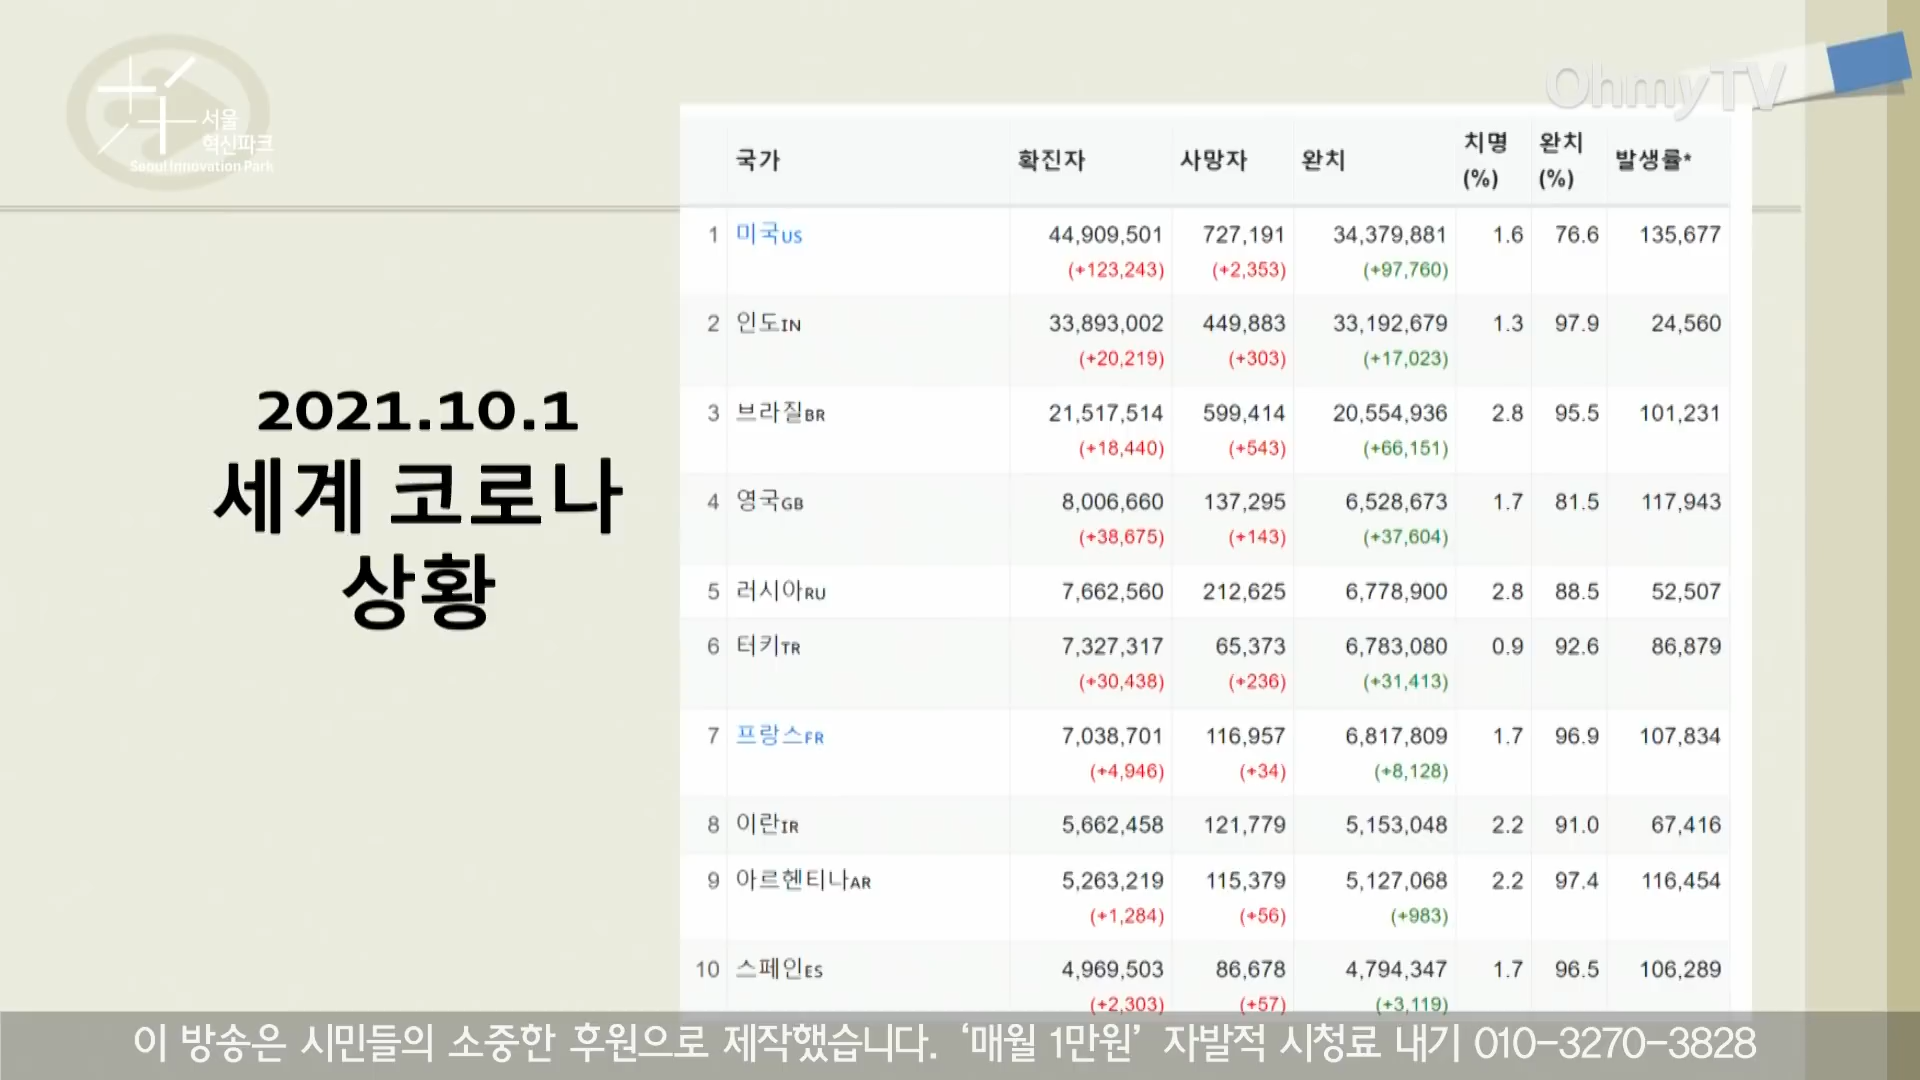 서울
혁신파크
Seoul Innovation Park
OhmyTV
2021.10.1
세계 코로나
상황
국가 확진자 사망자 완치 치명 (%) 완치 (%) 발생률*
1 미국US 44,909,501 727,191 34,379,881 1.6 76.6 135,677
(+123,243) (+2,353) (+97,760)
2 인도IN 33,893,002 449,883 33,192,679 1.3 97.9 24,560
(+20,219) (+303) (+17,023)
3 브라질BR 21,517,514 599,414 20,554,936 2.8 95.5 101,231
(+18,440) (+543) (+66,151)
4 영국GB 8,006,660 137,295 6,528,673 1.7 81.5 117,943
(+38,675) (+143) (+37,604)
5 러시아RU 7,662,560 212,625 6,778,900 2.8 88.5 52,507
6 터키TR 7,327,317 65,373 6,783,080 0.9 92.6 86,879
(+30,438) (+236) (+31,413)
7 프랑스FR 7,038,701 116,957 6,817,809 1.7 96.9 107,834
(+4,946) (+34) (+8,128)
8 이란IR 5,662,458 121,779 5,153,048 2.2 91.0 67,416
9 아르헨티나AR 5,263,219 115,379 5,127,068 2.2 97.4 116,454
(+1,284) (+56) (+983)
10 스페인ES 4,969,503 86,678 4,794,347 1.7 96.5 106,289
(+2,303) (+57) (+3,119)
이 방송은 시민들의 소중한 후원으로 제작했습니다. ‘매월 1만원’ 자발적 시청료 내기 010-3270-3828